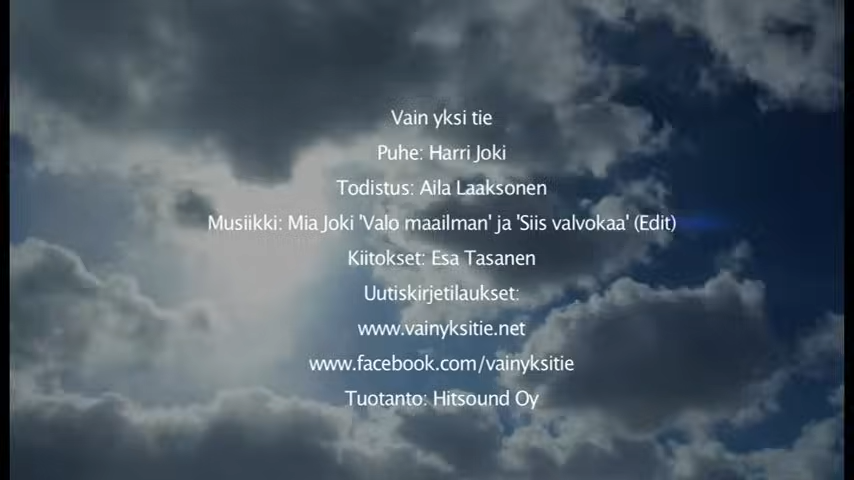 Vain yksi tie
Puhe: Harri Joki
Todistus: Aila Laaksonen
Musiikki: Mia Joki 'Valo maailman' ja 'Siis valvokaa' (Edit)
Kiitokset: Esa Tasanen
Uutiskirjetilaukset:
www.vainyksitie.net
www.facebook.com/vainyksitie
Tuotanto: Hitsound Oy